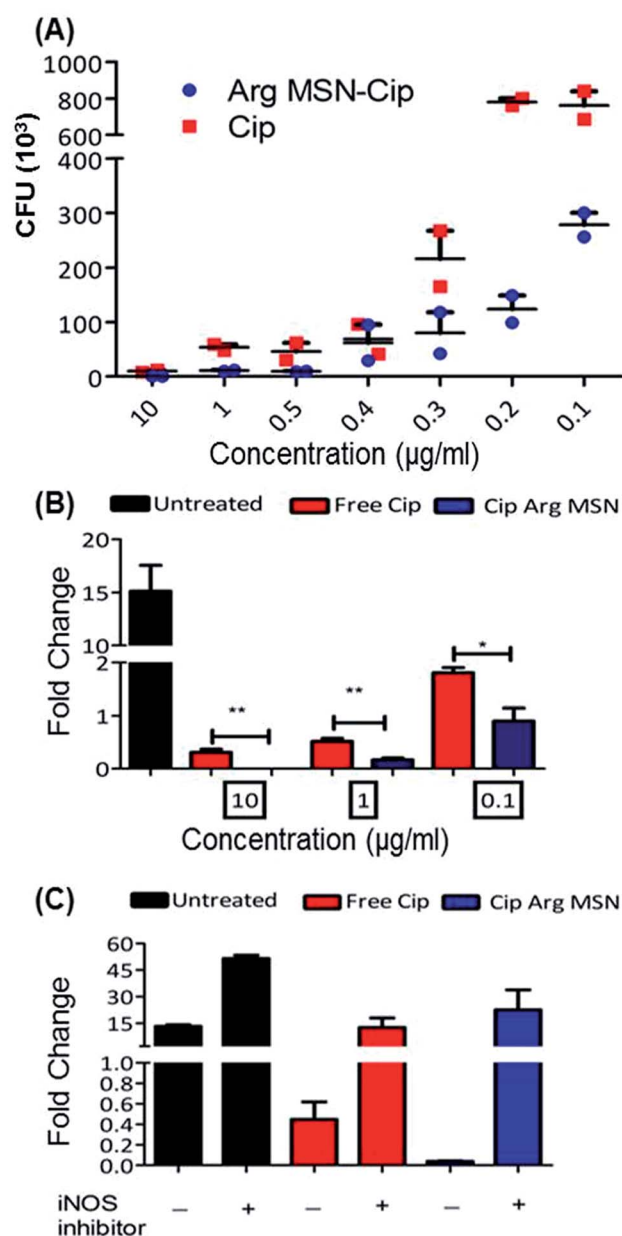 (A)
1000
800
600
400
300
200
100
0
CFU (10³)
Arg MSN-Cip
Cip
10 1 0.5 0.4 0.3 0.2 0.1
Concentration (µg/ml)
(B)
Untreated Free Cip Cip Arg MSN
20
15
10
2
1
0
Fold Change
**
**
*
10 1 0.1
Concentration (µg/ml)
(C)
Untreated Free Cip Cip Arg MSN
60
45
30
15
1.0
0.8
0.6
0.4
0.2
0.0
Fold Change
iNOS – + – + – +
inhibitor